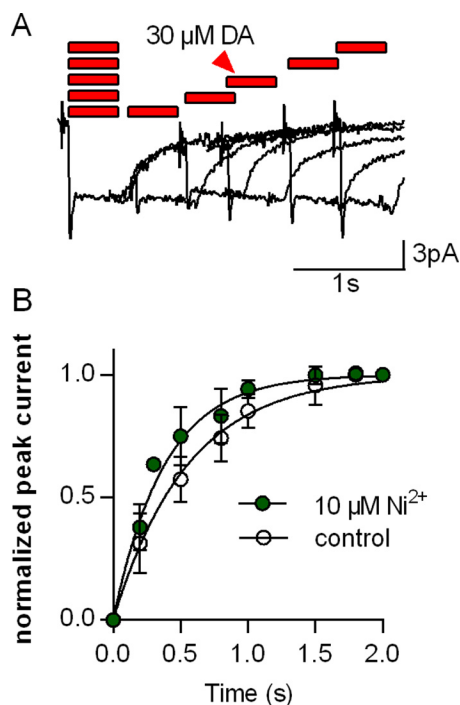 A
30 µM DA
3pA
1s
B
normalized peak current
1.0
0.5
0.0
10 µM Ni²⁺
control
0.0 0.5 1.0 1.5 2.0
Time (s)